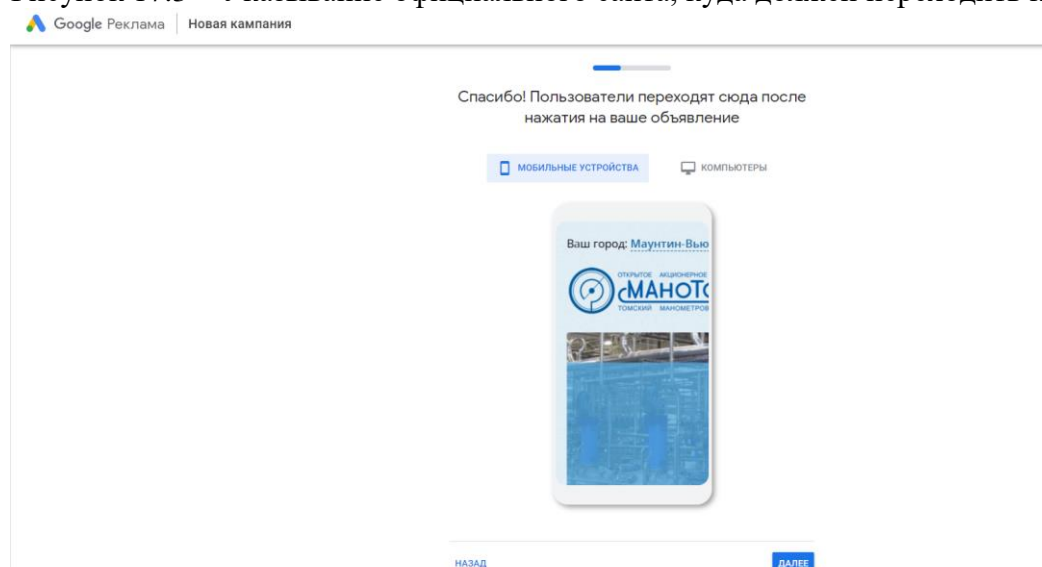 Google Реклама Новая кампания
Спасибо! Пользователи переходят сюда после
нажатия на ваше объявление
МОБИЛЬНЫЕ УСТРОЙСТВА КОМПЬЮТЕРЫ
Ваш город: Маунтин-Вью
ОТКРЫТОЕ АКЦИОНЕРНОЕ
МАНОТО
ТОМСКИЙ МАНОМЕТРОВ
НАЗАД ДАЛЕЕ